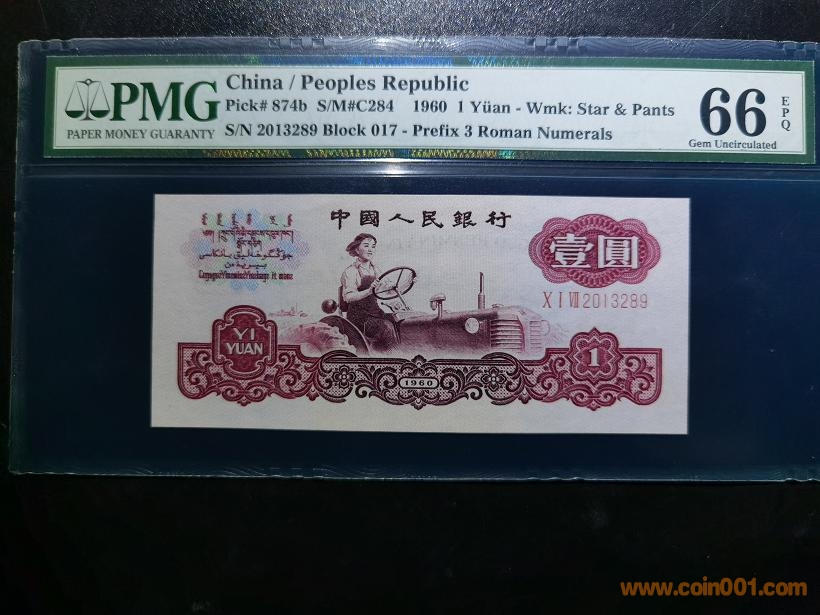 PMG
PAPER MONEY GUARANTY
China / Peoples Republic
Pick# 874b S/M#C284 1960 1 Yüan - Wmk: Star & Pants
S/N 2013289 Block 017 - Prefix 3 Roman Numerals
66 EPQ
Gem Uncirculated
中國人民銀行
壹圓
X I VIII 2013289
YI
YUAN
1960
1
www.coin001.com